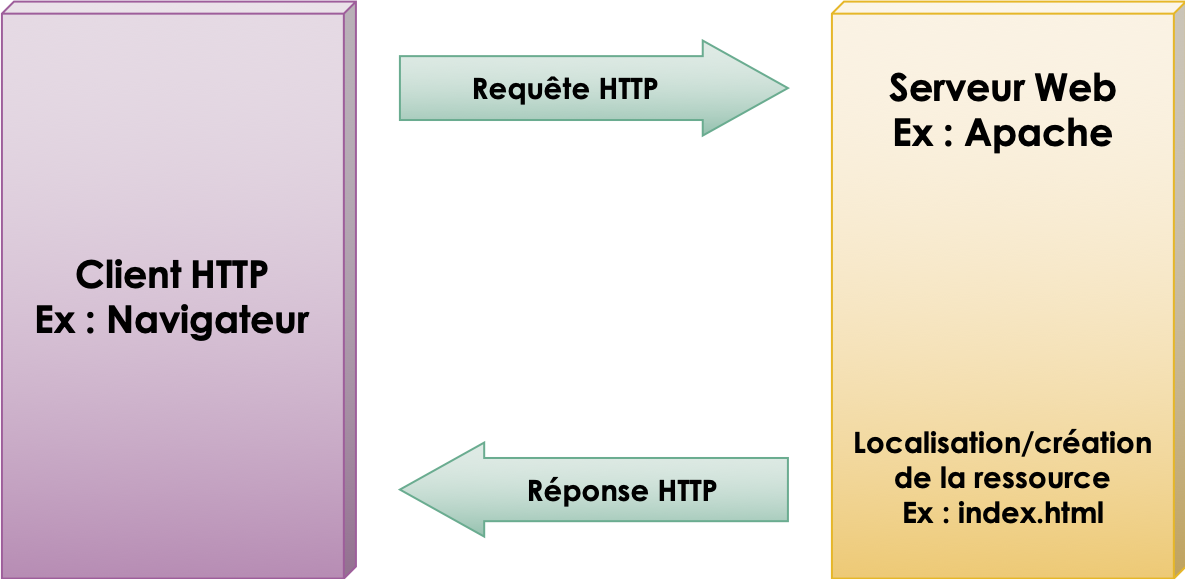 Requête HTTP
Serveur Web
Ex : Apache
Client HTTP
Ex : Navigateur
Localisation/création
de la ressource
Ex : index.html
Réponse HTTP